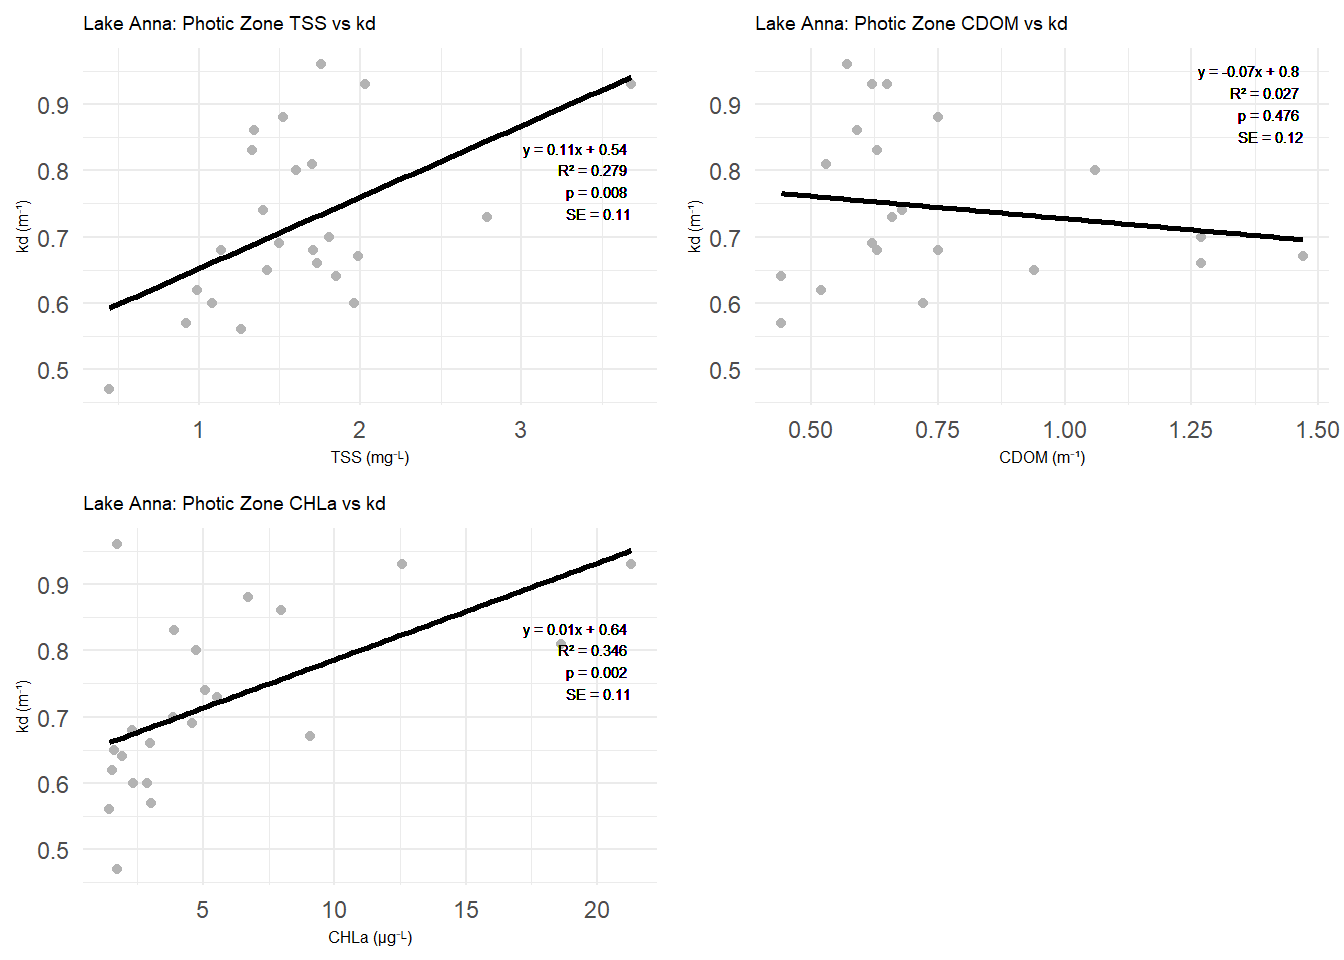 Lake Anna: Photic Zone TSS vs kd
kd (m⁻¹)
0.9
0.8
0.7
0.6
0.5
y = 0.11x + 0.54
R² = 0.279
p = 0.008
SE = 0.11
1 2 3
TSS (mg⁻ᴸ)
Lake Anna: Photic Zone CDOM vs kd
kd (m⁻¹)
0.9
0.8
0.7
0.6
0.5
y = -0.07x + 0.8
R² = 0.027
p = 0.476
SE = 0.12
0.50 0.75 1.00 1.25 1.50
CDOM (m⁻¹)
Lake Anna: Photic Zone CHLa vs kd
kd (m⁻¹)
0.9
0.8
0.7
0.6
0.5
y = 0.01x + 0.64
R² = 0.346
p = 0.002
SE = 0.11
5 10 15 20
CHLa (µg⁻ᴸ)